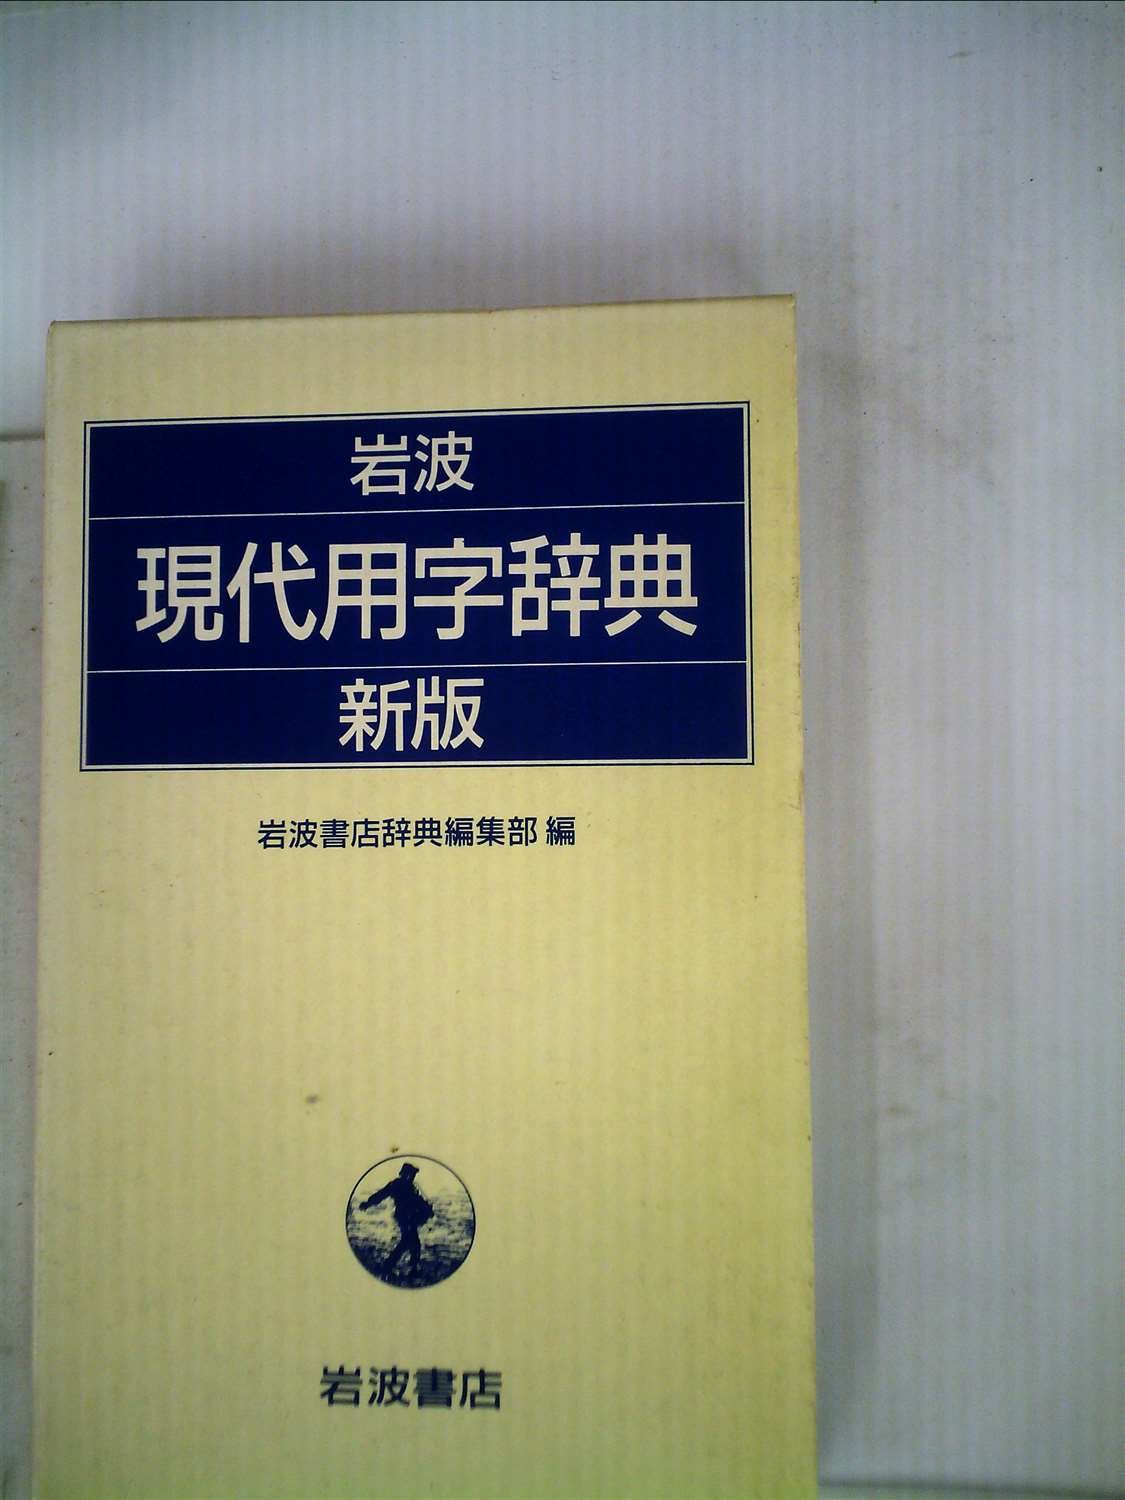 岩波
現代用字辞典
新版
岩波書店辞典編集部 編
岩波書店